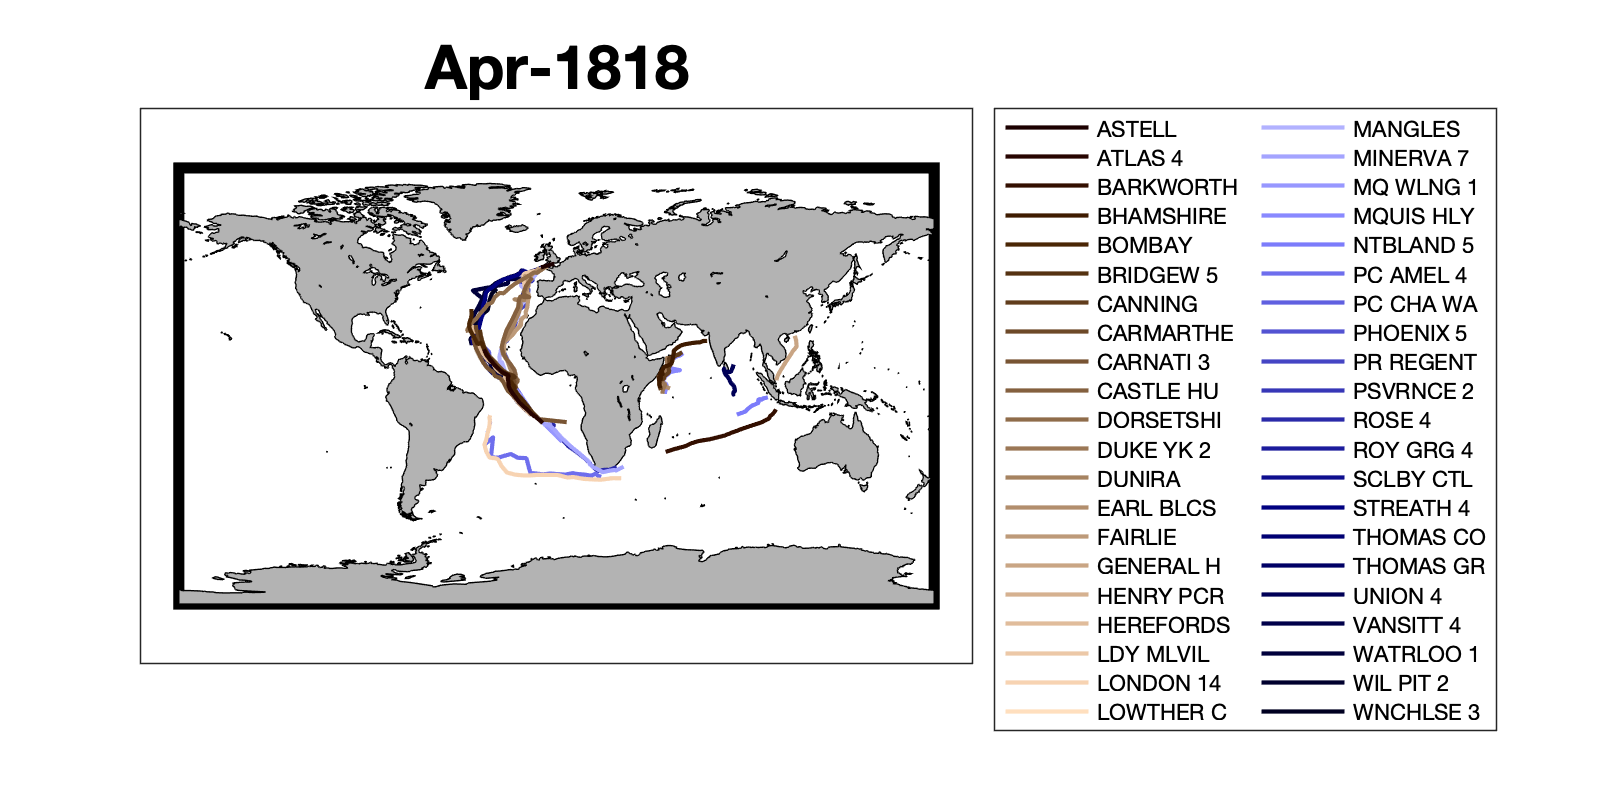 Apr-1818
ASTELL
ATLAS 4
BARKWORTH
BHAMSHIRE
BOMBAY
BRIDGEW 5
CANNING
CARMARTHE
CARNATI 3
CASTLE HU
DORSETSHI
DUKE YK 2
DUNIRA
EARL BLCS
FAIRLIE
GENERAL H
HENRY PCR
HEREFORDS
LDY MLVIL
LONDON 14
LOWTHER C
MANGLES
MINERVA 7
MQ WLNG 1
MQUIS HLY
NTBLAND 5
PC AMEL 4
PC CHA WA
PHOENIX 5
PR REGENT
PSVRNCE 2
ROSE 4
ROY GRG 4
SCLBY CTL
STREATH 4
THOMAS CO
THOMAS GR
UNION 4
VANSITT 4
WATRLOO 1
WIL PIT 2
WNCHLSE 3